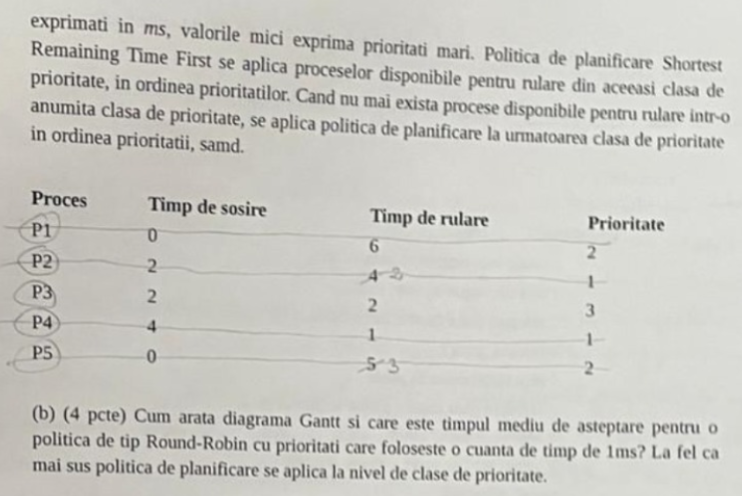 exprimati in ms, valorile mici exprima prioritati mari. Politica de planificare Shortest
Remaining Time First se aplica proceselor disponibile pentru rulare din aceeasi clasa de
prioritate, in ordinea prioritatilor. Cand nu mai exista procese disponibile pentru rulare intr-o
anumita clasa de prioritate, se aplica politica de planificare la urmatoarea clasa de prioritate
in ordinea prioritatii, samd.
Proces Timp de sosire Timp de rulare Prioritate
P1 0 6 2
P2 2 4 2 1
P3 2 2 3
P4 4 1 1
P5 0 5 3 2
(b) (4 pcte) Cum arata diagrama Gantt si care este timpul mediu de asteptare pentru o
politica de tip Round-Robin cu prioritati care foloseste o cuanta de timp de 1ms? La fel ca
mai sus politica de planificare se aplica la nivel de clase de prioritate.